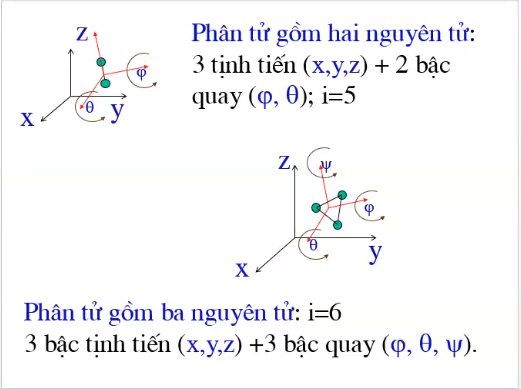 Phân tử gồm hai nguyên tử:
3 tịnh tiến (x,y,z) + 2 bậc
quay (φ, θ); i=5
z
φ
θ
y
x
z
ψ
φ
θ
y
x
Phân tử gồm ba nguyên tử: i=6
3 bậc tịnh tiến (x,y,z) +3 bậc quay (φ, θ, ψ).